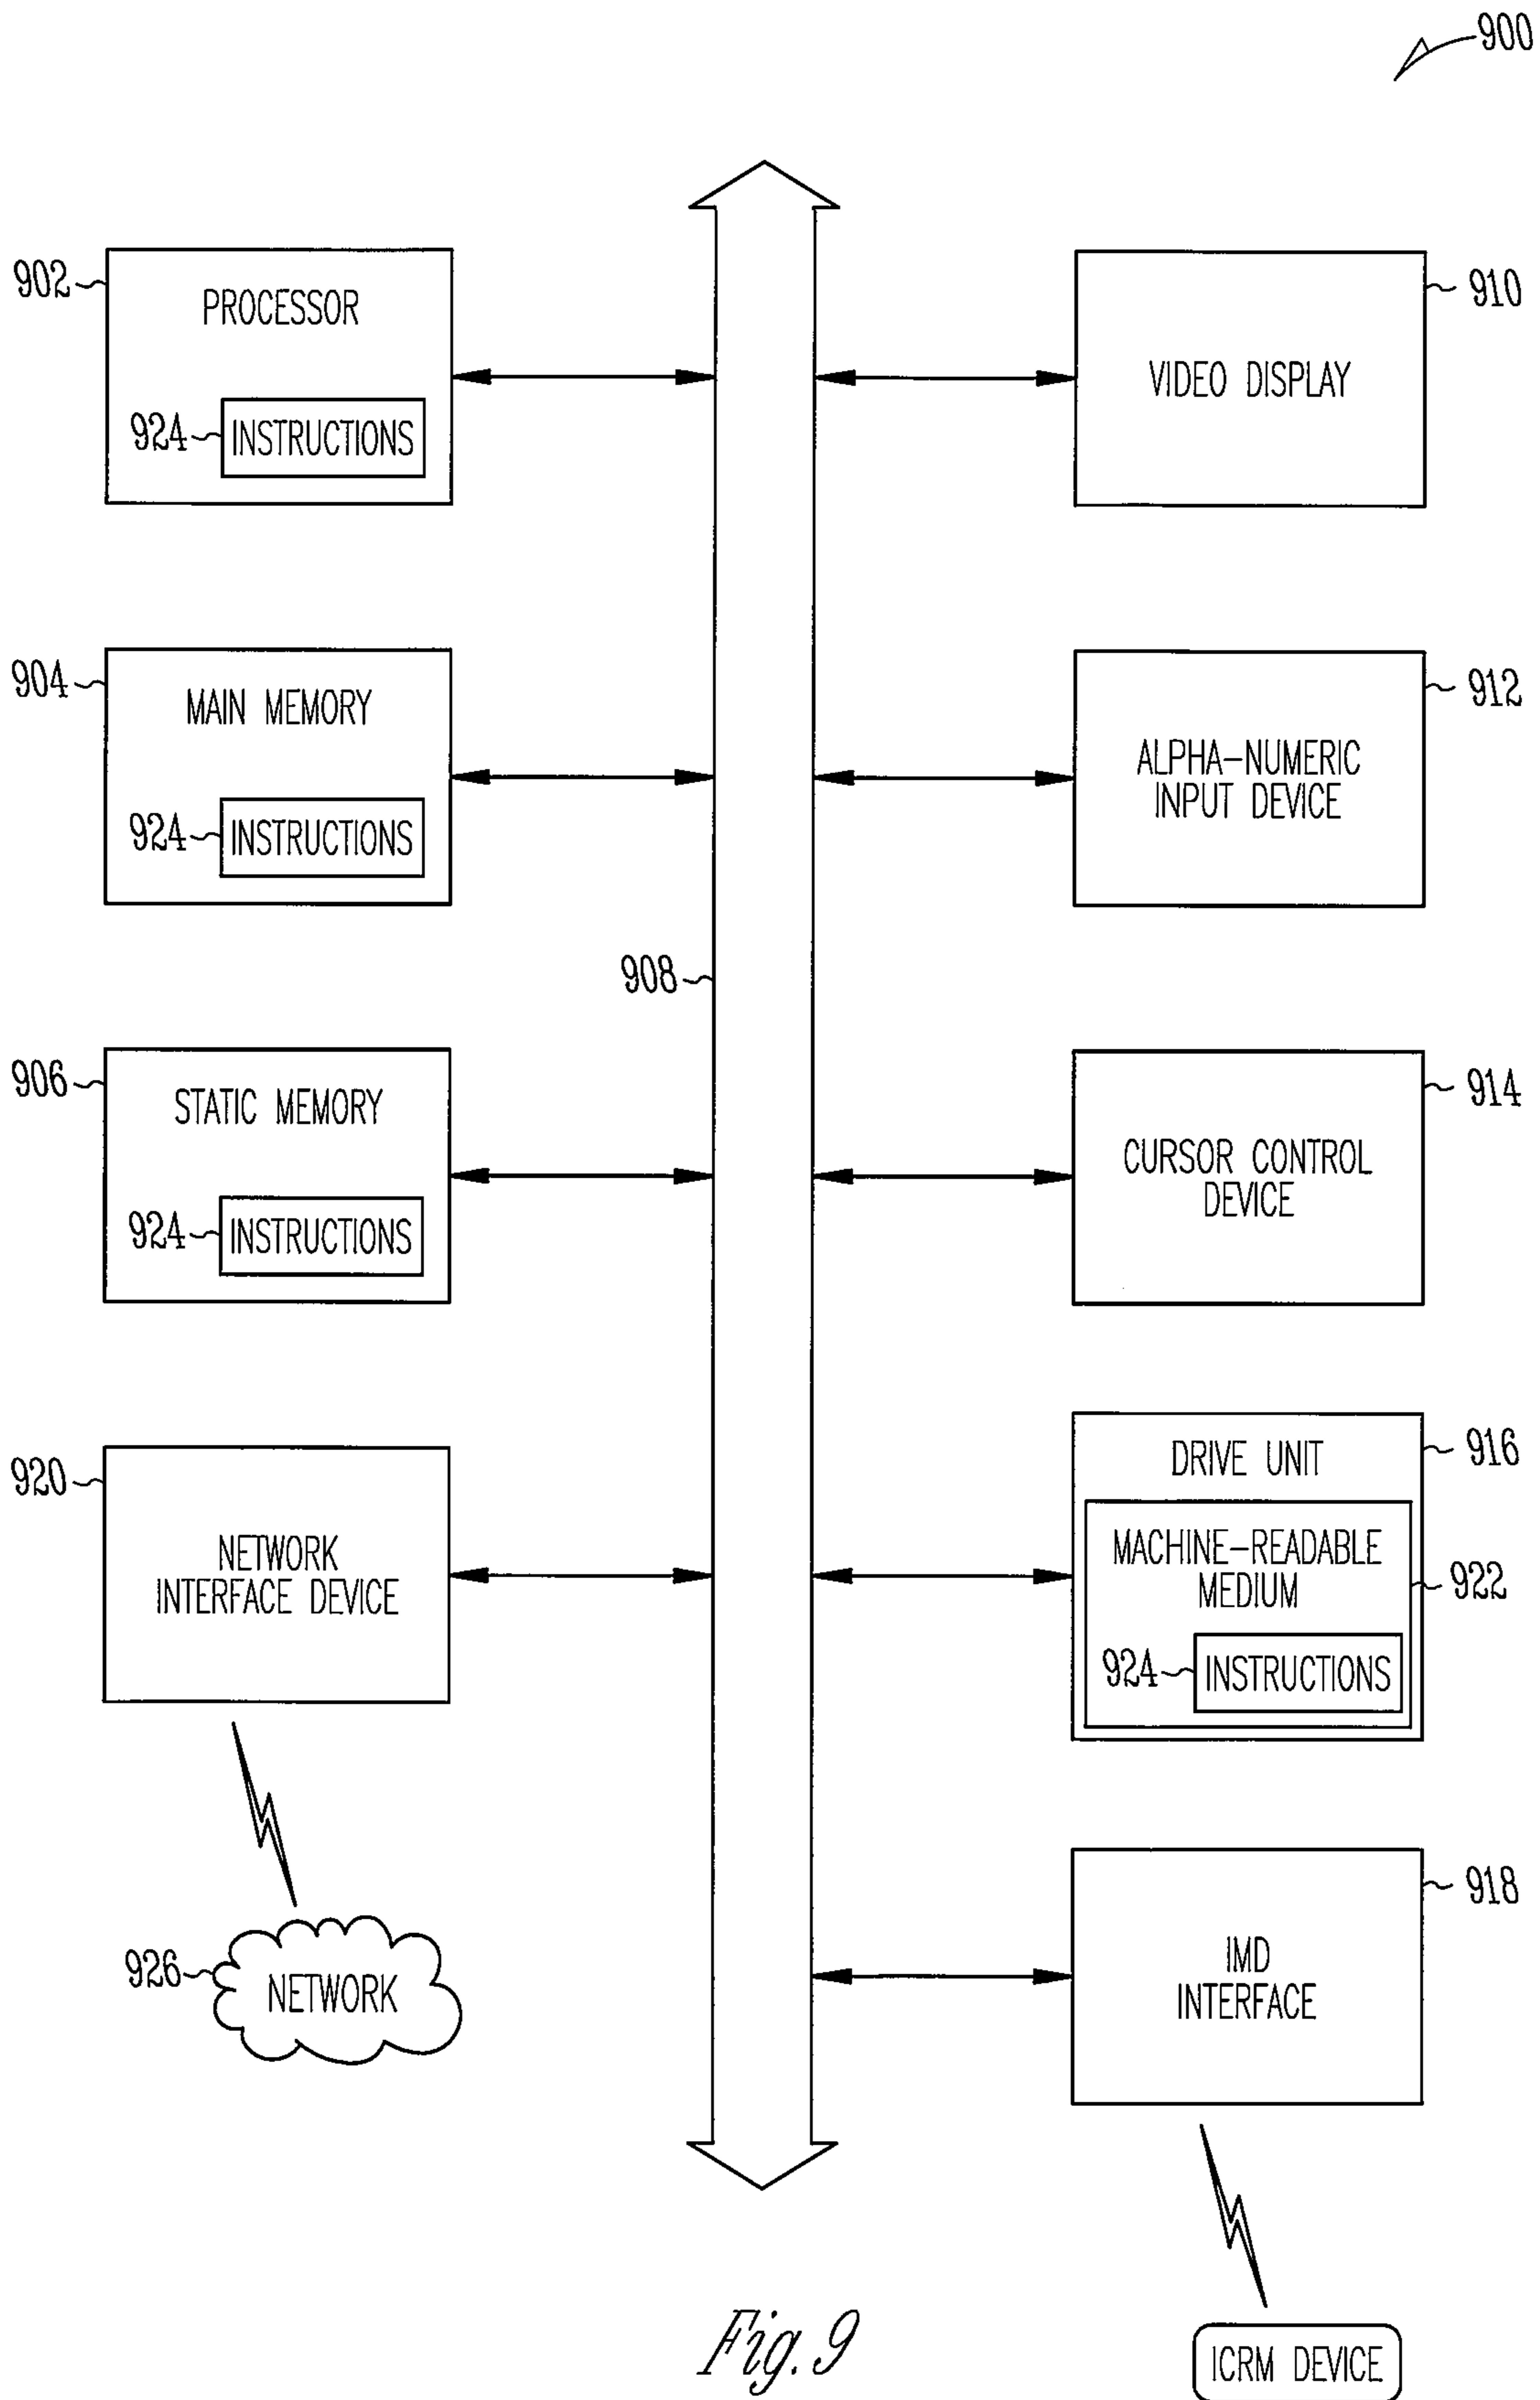 900
902
PROCESSOR
924
INSTRUCTIONS
910
VIDEO DISPLAY
904
MAIN MEMORY
924
INSTRUCTIONS
912
ALPHA-NUMERIC
INPUT DEVICE
908
906
STATIC MEMORY
924
INSTRUCTIONS
914
CURSOR CONTROL
DEVICE
920
NETWORK
INTERFACE DEVICE
916
DRIVE UNIT
MACHINE-READABLE
MEDIUM
922
924
INSTRUCTIONS
926
NETWORK
918
IMD
INTERFACE
ICRM DEVICE
Fig. 9